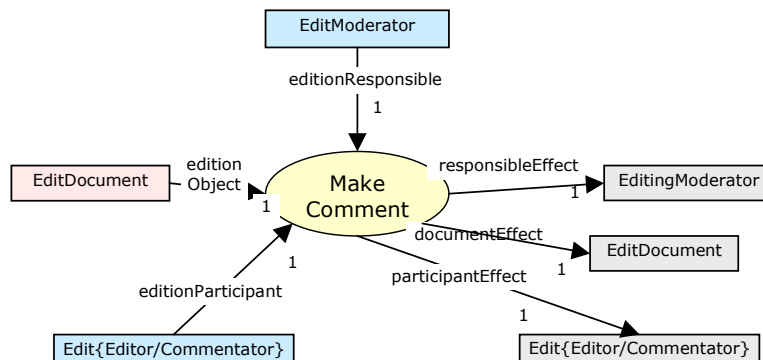 EditModerator
editionResponsible
1
edition
Object
EditDocument
1
Make
Comment
responsibleEffect
1
EditingModerator
documentEffect
1
EditDocument
editionParticipant
1
participantEffect
1
Edit{Editor/Commentator}
Edit{Editor/Commentator}